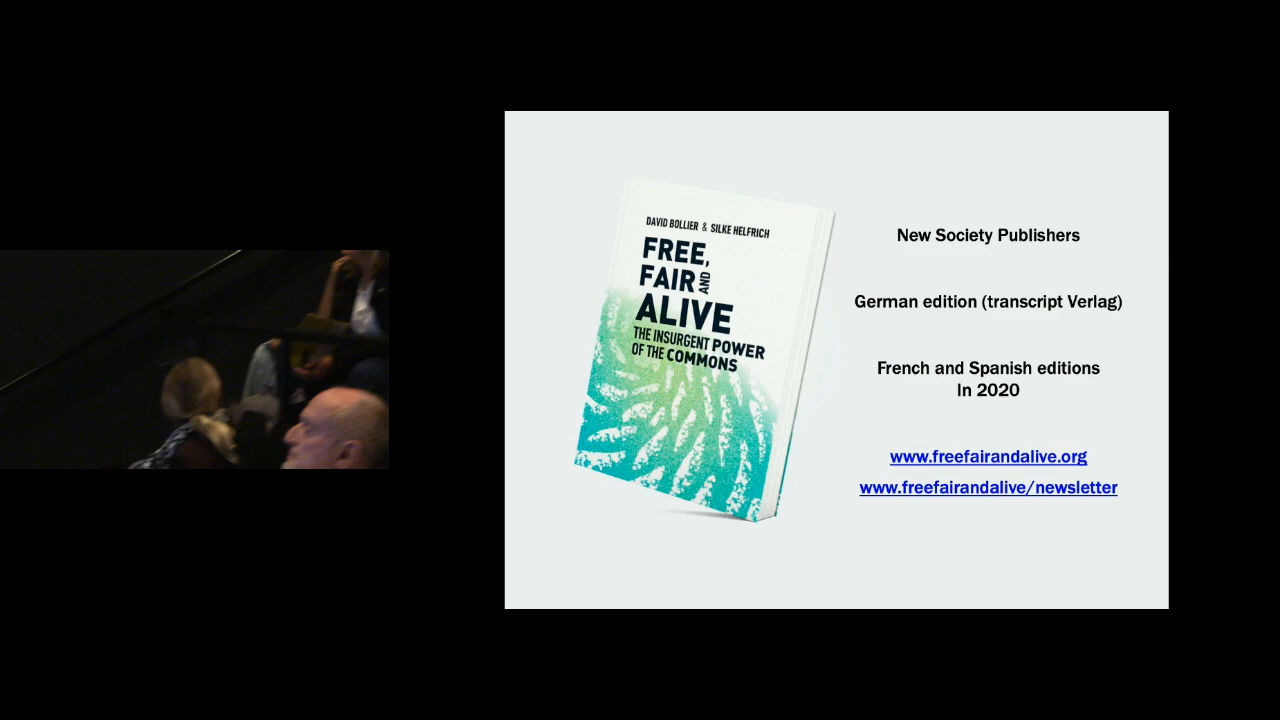 DAVID BOLLIER & SILKE HELFRICH
FREE,
FAIR AND
ALIVE
THE INSURGENT POWER
OF THE COMMONS
New Society Publishers
German edition (transcript Verlag)
French and Spanish editions
In 2020
www.freefairandalive.org
www.freefairandalive/newsletter